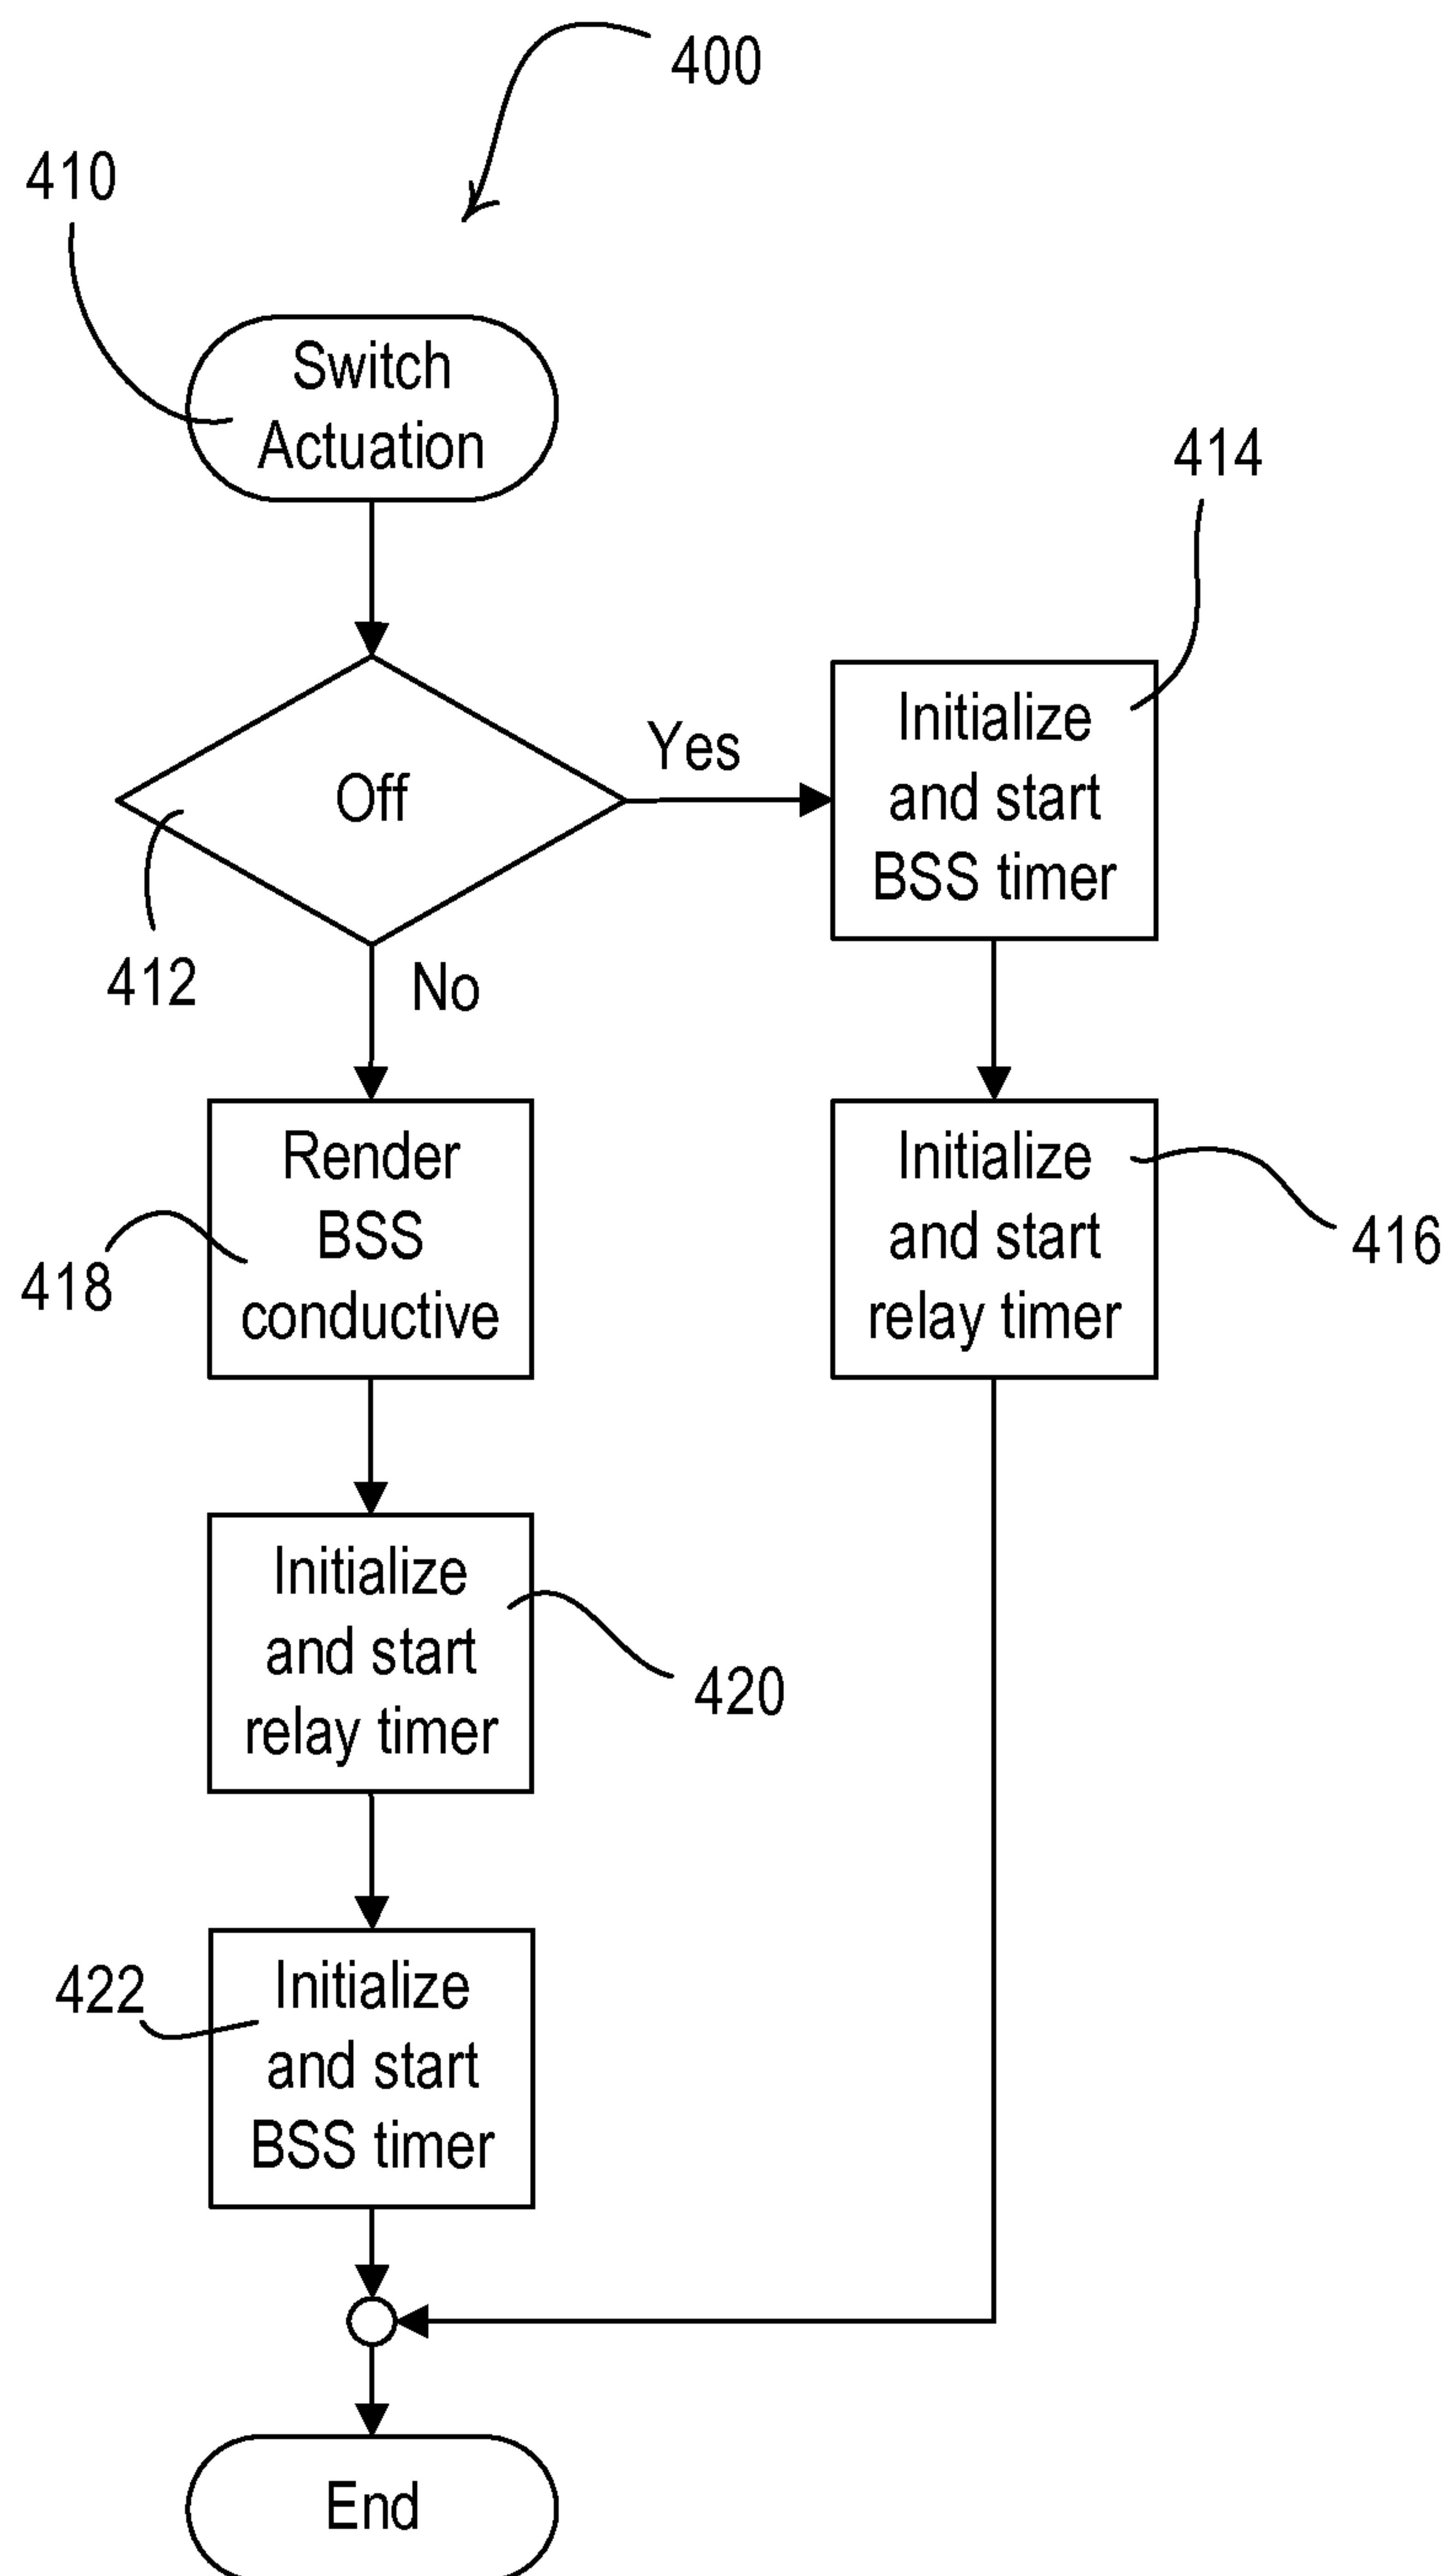 400
410
Switch
Actuation
414
Off
Yes
Initialize
and start
BSS timer
412
No
Render
BSS
conductive
418
Initialize
and start
relay timer
416
Initialize
and start
relay timer
420
422
Initialize
and start
BSS timer
End